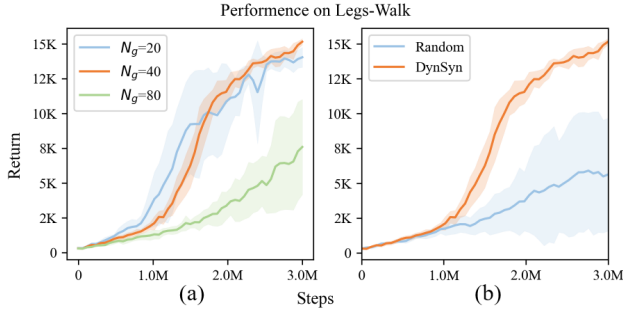 Performence on Legs-Walk
15K
12K
10K
7K
5K
2K
0
Return
N_g=20
N_g=40
N_g=80
0
1.0M
2.0M
3.0M
(a)
Steps
15K
12K
10K
7K
5K
2K
0
Random
DynSyn
0
1.0M
2.0M
3.0M
(b)